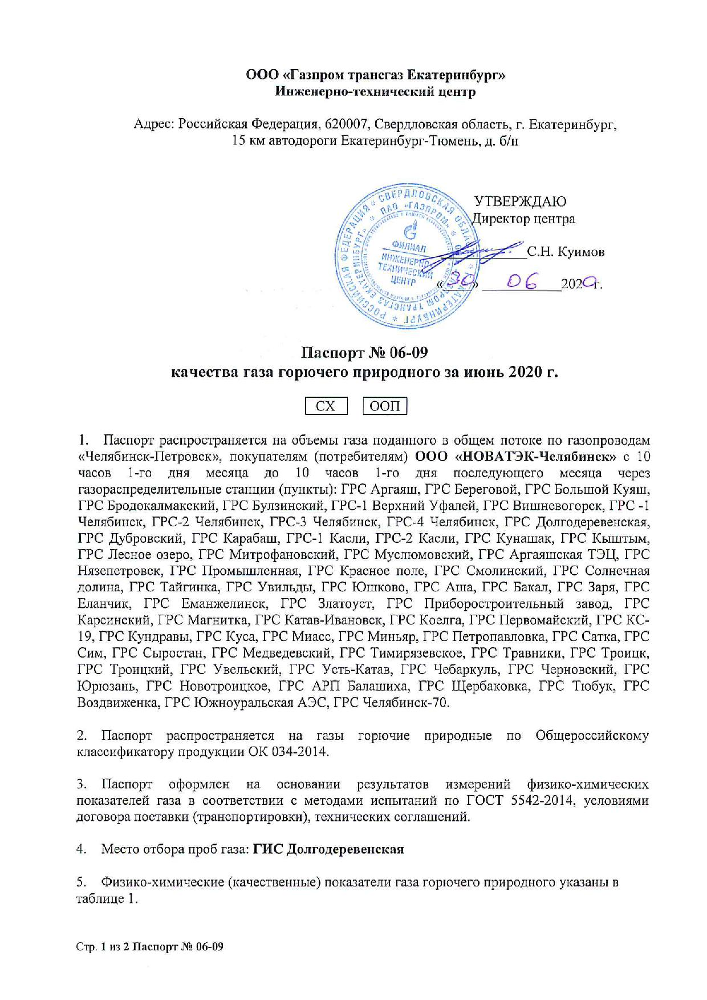 ООО «Газпром трансгаз Екатеринбург»
Инженерно-технический центр
Адрес: Российская Федерация, 620007, Свердловская область, г. Екатеринбург,
15 км автодороги Екатеринбург-Тюмень, д. б/н
УТВЕРЖДАЮ
Директор центра
С.Н. Куимов
«30» 06 2020г.
РОССИЙСКАЯ ФЕДЕРАЦИЯ * СВЕРДЛОВСКАЯ
ПАО «ГАЗПРОМ» *
ФИЛИАЛ
ИНЖЕНЕРНО-
ТЕХНИЧЕСКИЙ
ЦЕНТР
Паспорт № 06-09
качества газа горючего природного за июнь 2020 г.
СХ ООП
1. Паспорт распространяется на объемы газа поданного в общем потоке по газопроводам
«Челябинск-Петровск», покупателям (потребителям) ООО «НОВАТЭК-Челябинск» с 10
часов 1-го дня месяца до 10 часов 1-го дня последующего месяца через
газораспределительные станции (пункты): ГРС Аргаяш, ГРС Береговой, ГРС Большой Куяш,
ГРС Бродокалмакский, ГРС Булзинский, ГРС-1 Верхний Уфалей, ГРС Вишневогорск, ГРС -1
Челябинск, ГРС-2 Челябинск, ГРС-3 Челябинск, ГРС-4 Челябинск, ГРС Долгодеревенская,
ГРС Дубровский, ГРС Карабаш, ГРС-1 Касли, ГРС-2 Касли, ГРС Кунашак, ГРС Кыштым,
ГРС Лесное озеро, ГРС Митрофановский, ГРС Муслюмовский, ГРС Аргаяшская ТЭЦ, ГРС
Нязепетровск, ГРС Промышленная, ГРС Красное поле, ГРС Смолинский, ГРС Солнечная
долина, ГРС Тайгинка, ГРС Увильды, ГРС Юшково, ГРС Аша, ГРС Бакал, ГРС Заря, ГРС
Еланчик, ГРС Еманжелинск, ГРС Златоуст, ГРС Приборостроительный завод, ГРС
Карсинский, ГРС Магнитка, ГРС Катав-Ивановск, ГРС Коелга, ГРС Первомайский, ГРС КС-
19, ГРС Кундравы, ГРС Куса, ГРС Миасс, ГРС Миньяр, ГРС Петропавловка, ГРС Сатка, ГРС
Сим, ГРС Сыростан, ГРС Медведевский, ГРС Тимирязевское, ГРС Травники, ГРС Троицк,
ГРС Троицкий, ГРС Увельский, ГРС Усть-Катав, ГРС Чебаркуль, ГРС Черновский, ГРС
Юрюзань, ГРС Новотроицкое, ГРС АРП Балашиха, ГРС Щербаковка, ГРС Тюбук, ГРС
Воздвиженка, ГРС Южноуральская АЭС, ГРС Челябинск-70.
2. Паспорт распространяется на газы горючие природные по Общероссийскому
классификатору продукции ОК 034-2014.
3. Паспорт оформлен на основании результатов измерений физико-химических
показателей газа в соответствии с методами испытаний по ГОСТ 5542-2014, условиями
договора поставки (транспортировки), технических соглашений.
4. Место отбора проб газа: ГИС Долгодеревенская
5. Физико-химические (качественные) показатели газа горючего природного указаны в
таблице 1.
Стр. 1 из 2 Паспорт № 06-09